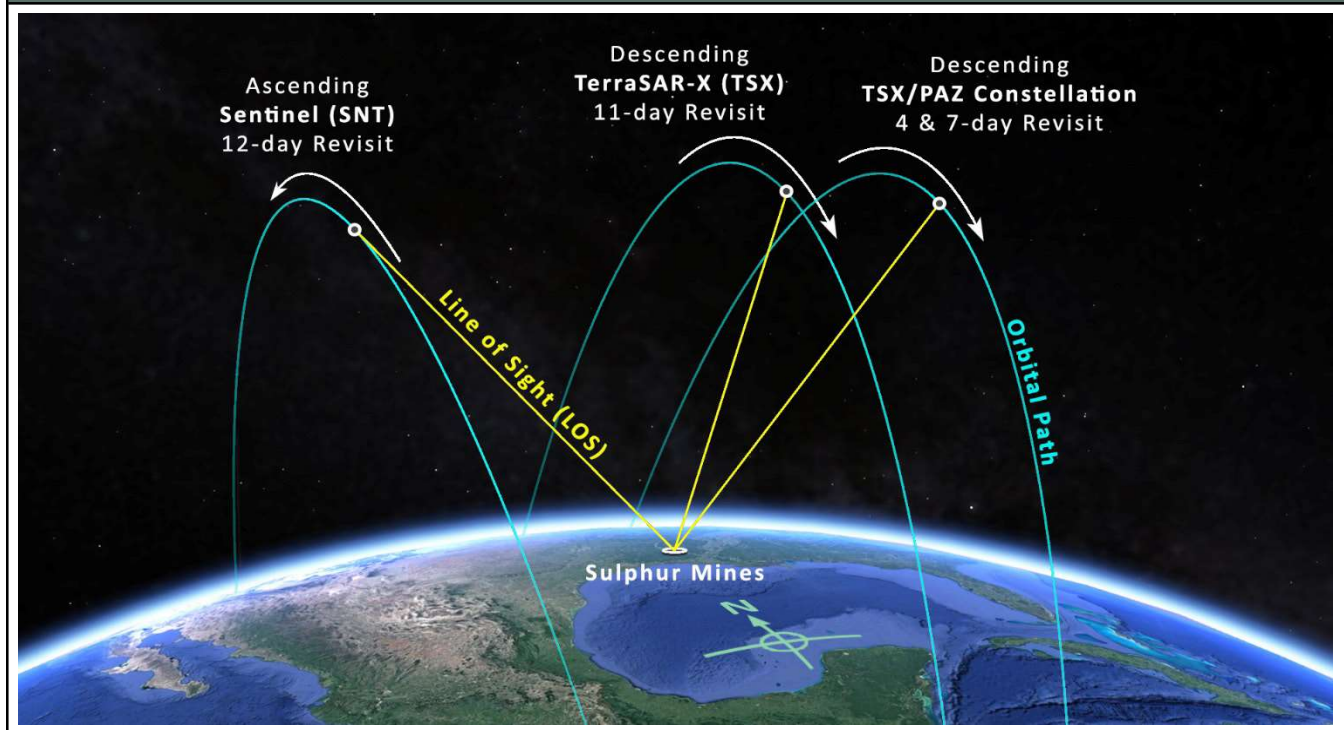 Ascending
Sentinel (SNT)
12-day Revisit
Descending
TerraSAR-X (TSX)
11-day Revisit
Descending
TSX/PAZ Constellation
4 & 7-day Revisit
Line of Sight (LOS)
Orbital Path
Sulphur Mines
N